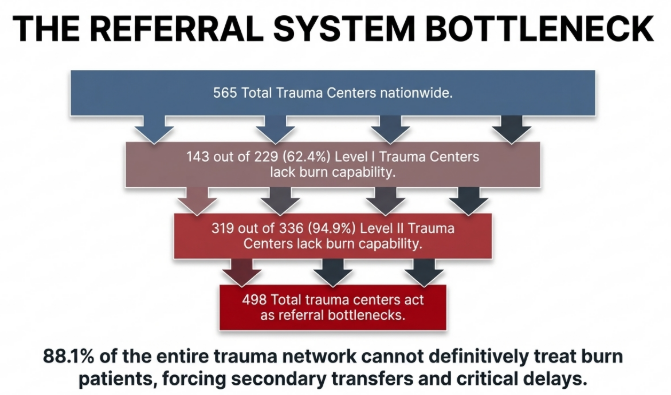 THE REFERRAL SYSTEM BOTTLENECK
565 Total Trauma Centers nationwide.
143 out of 229 (62.4%) Level I Trauma Centers
lack burn capability.
319 out of 336 (94.9%) Level II Trauma
Centers lack burn capability.
498 Total trauma centers act
as referral bottlenecks.
88.1% of the entire trauma network cannot definitively treat burn
patients, forcing secondary transfers and critical delays.